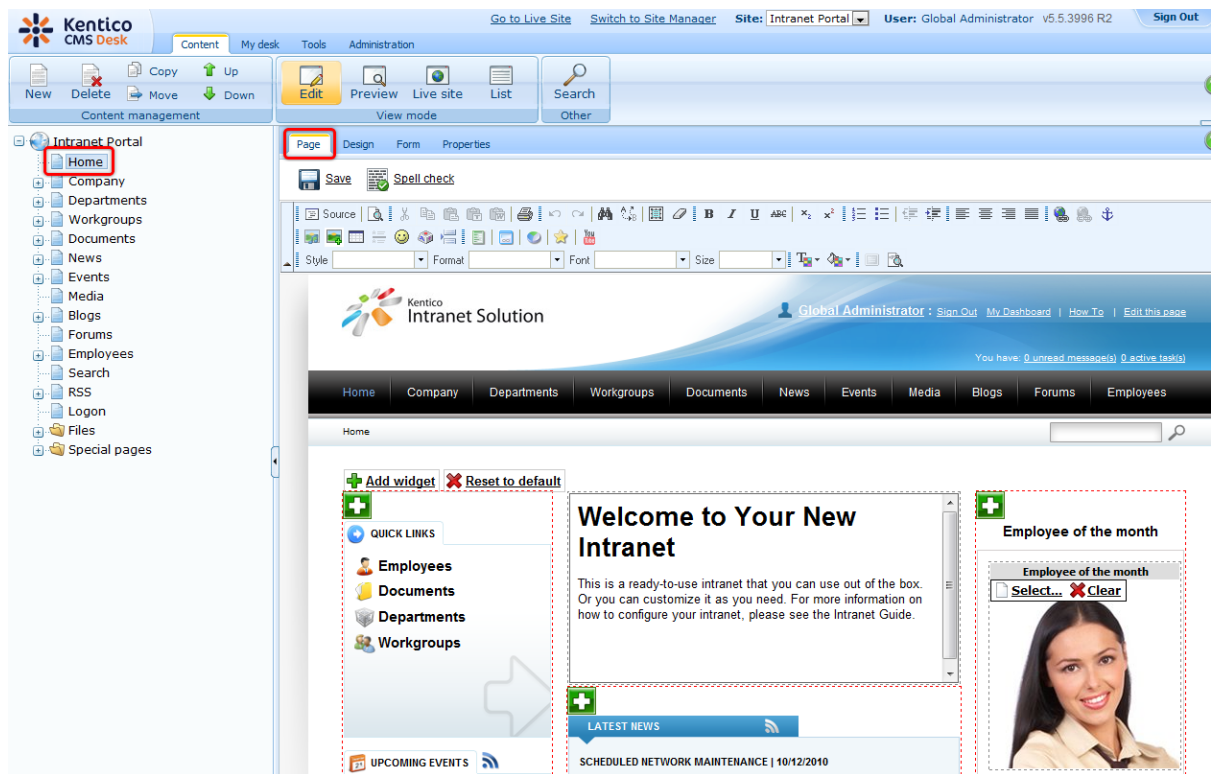 Kentico
CMS Desk
Go to Live Site Switch to Site Manager Site: Intranet Portal User: Global Administrator v5.5.3996 R2 Sign Out
Content My desk Tools Administration
New Delete Copy Move Up Down
Content management
Edit Preview Live site List
View mode
Search
Other
Intranet Portal
Home
Company
Departments
Workgroups
Documents
News
Events
Media
Blogs
Forums
Employees
Search
RSS
Logon
Files
Special pages
Page Design Form Properties
Save Spell check
Source B I U ABC x₂ x²
Style Format Font Size
Kentico
Intranet Solution
Global Administrator : Sign Out My Dashboard | How To | Edit this page
You have: 0 unread message(s) 0 active task(s)
Home Company Departments Workgroups Documents News Events Media Blogs Forums Employees
Home
Add widget Reset to default
QUICK LINKS
Employees
Documents
Departments
Workgroups
UPCOMING EVENTS
Welcome to Your New
Intranet
This is a ready-to-use intranet that you can use out of the box.
Or you can customize it as you need. For more information on
how to configure your intranet, please see the Intranet Guide.
LATEST NEWS
SCHEDULED NETWORK MAINTENANCE | 10/12/2010
Employee of the month
Employee of the month
Select... Clear